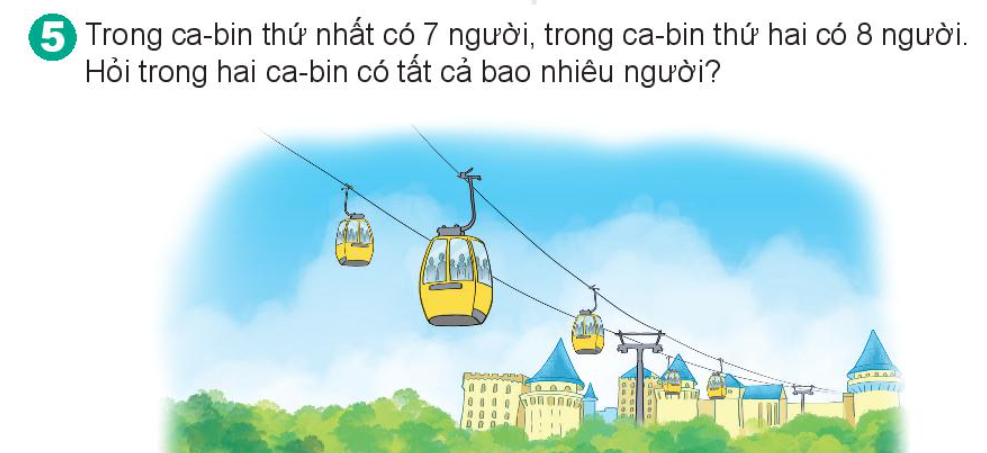 5 Trong ca-bin thứ nhất có 7 người, trong ca-bin thứ hai có 8 người.
Hỏi trong hai ca-bin có tất cả bao nhiêu người?